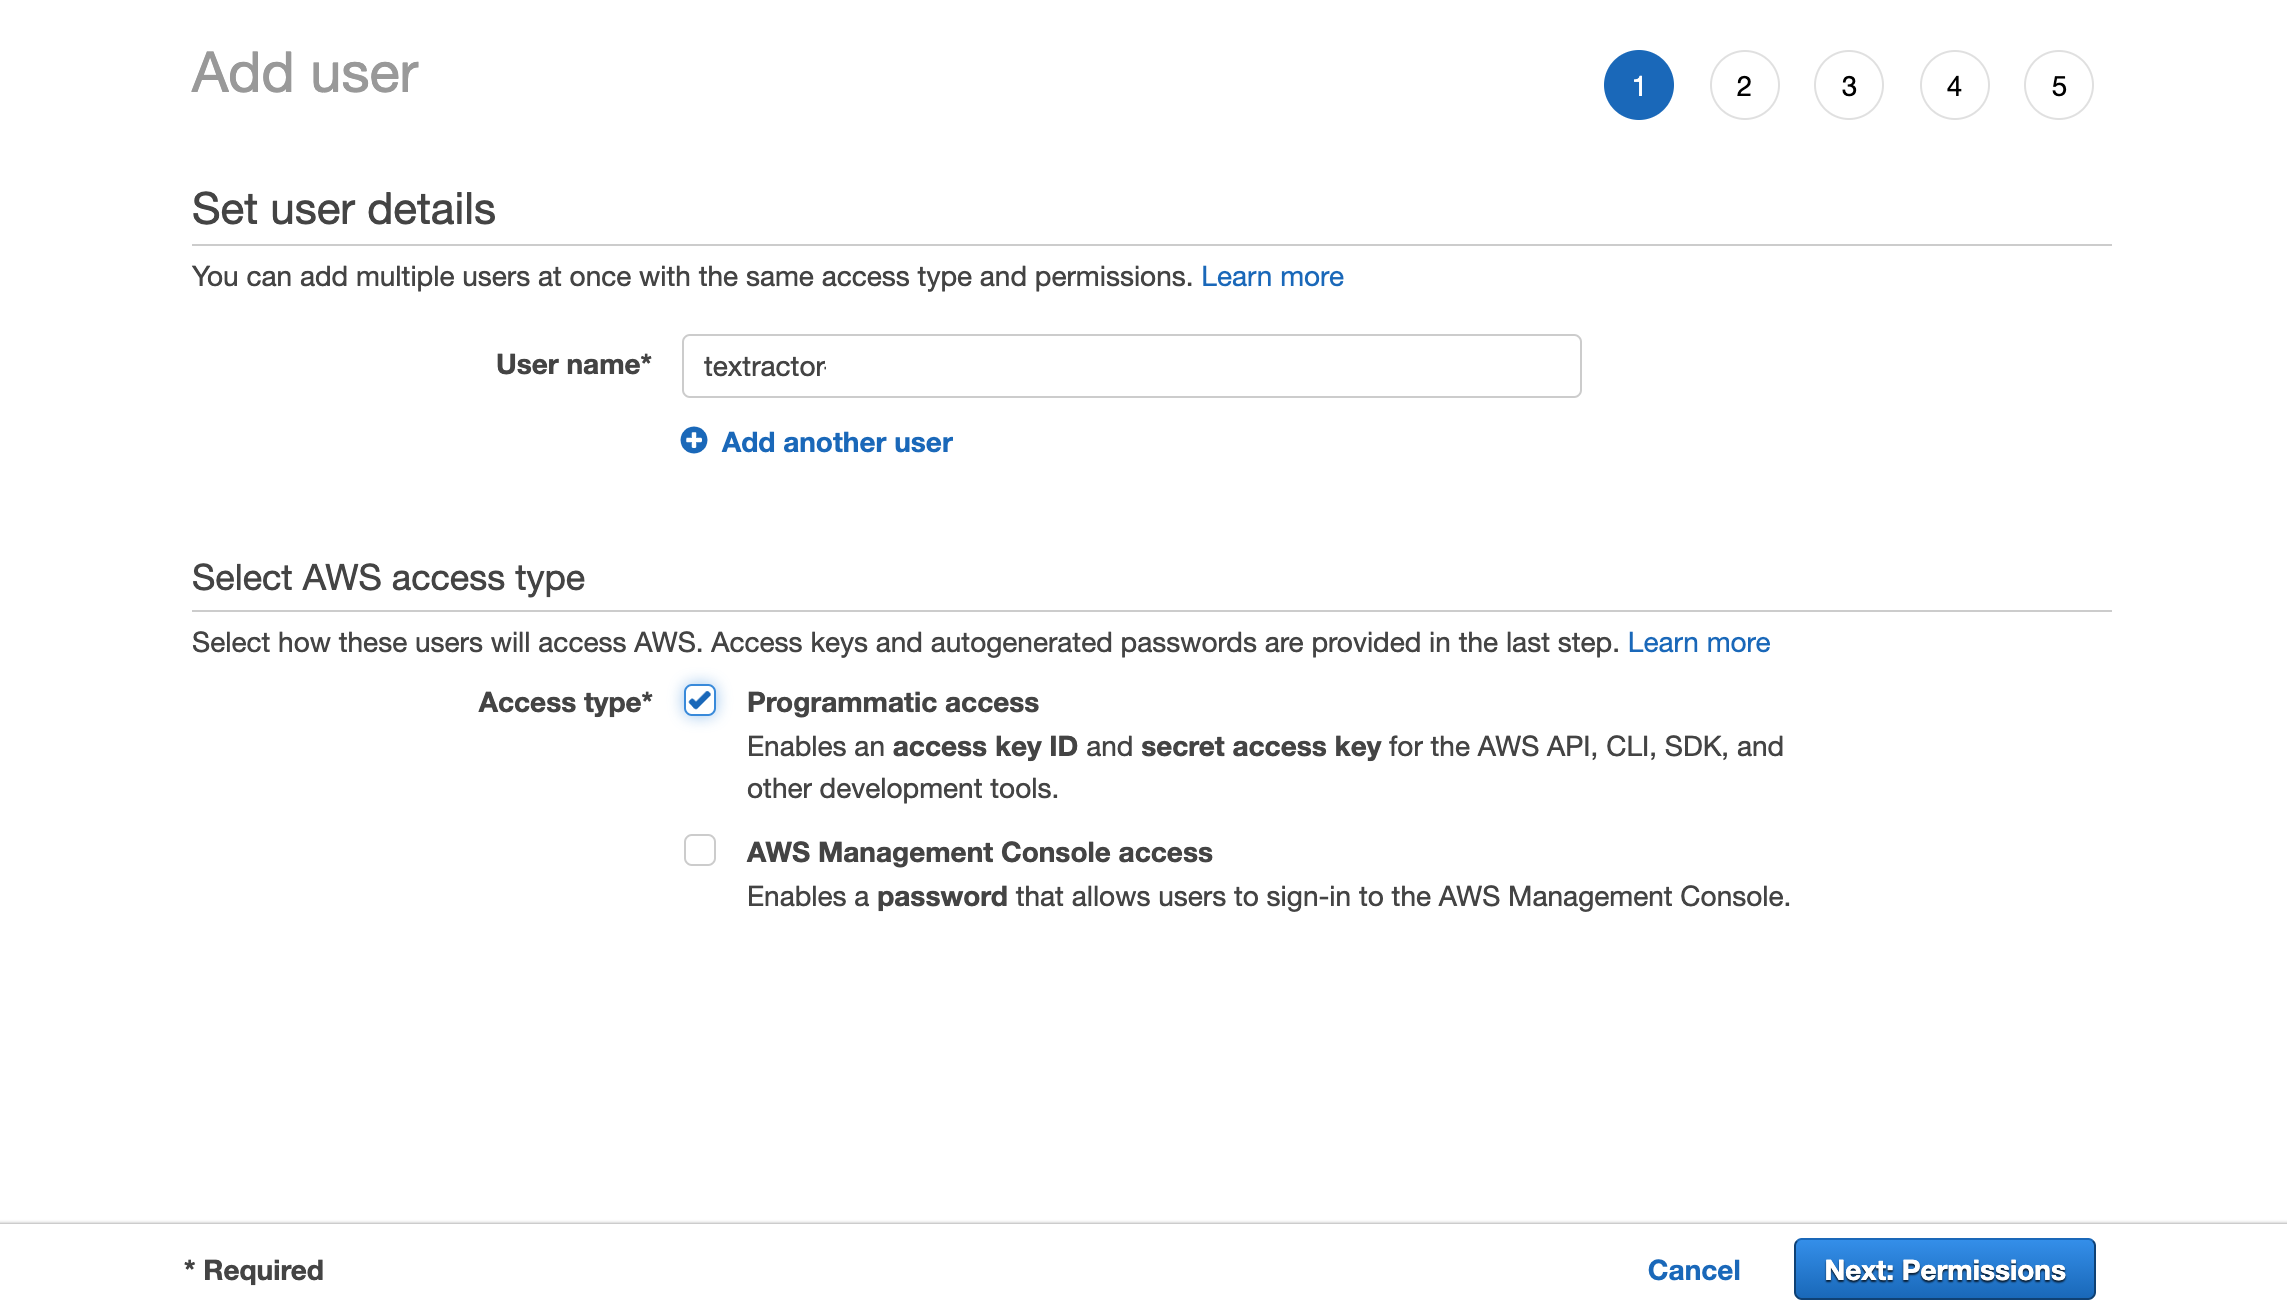 Add user
1 2 3 4 5
Set user details
You can add multiple users at once with the same access type and permissions. Learn more
User name* textractor
Add another user
Select AWS access type
Select how these users will access AWS. Access keys and autogenerated passwords are provided in the last step. Learn more
Access type* Programmatic access
Enables an access key ID and secret access key for the AWS API, CLI, SDK, and
other development tools.
AWS Management Console access
Enables a password that allows users to sign-in to the AWS Management Console.
* Required Cancel Next: Permissions